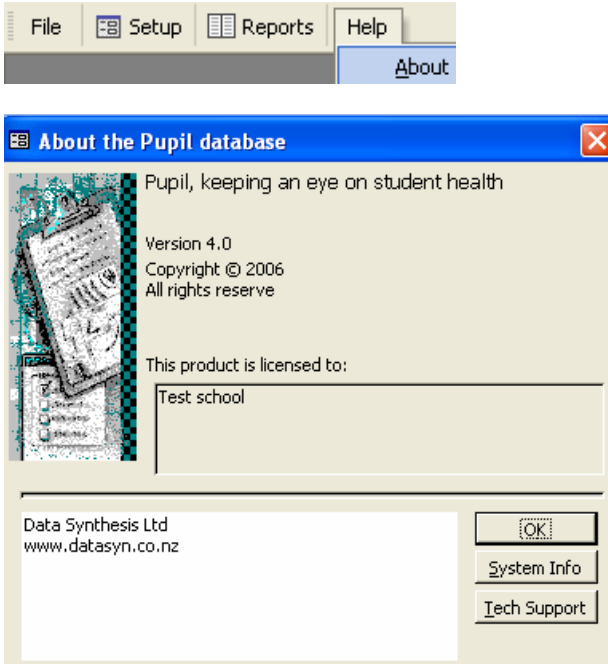 File Setup Reports Help
About
About the Pupil database
Pupil, keeping an eye on student health
Version 4.0
Copyright © 2006
All rights reserve
This product is licensed to:
Test school
Data Synthesis Ltd
www.datasyn.co.nz
OK
System Info
Tech Support